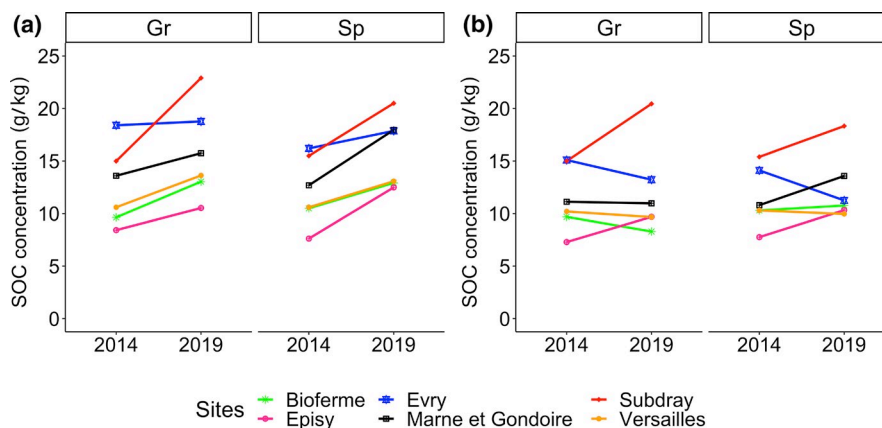 (a)
Gr
Sp
SOC concentration (g/kg)
25
20
15
10
5
0
2014 2019 2014 2019
(b)
Gr
Sp
SOC concentration (g/kg)
25
20
15
10
5
0
2014 2019 2014 2019
Sites
Bioferme Evry Subdray
Episy Marne et Gondoire Versailles